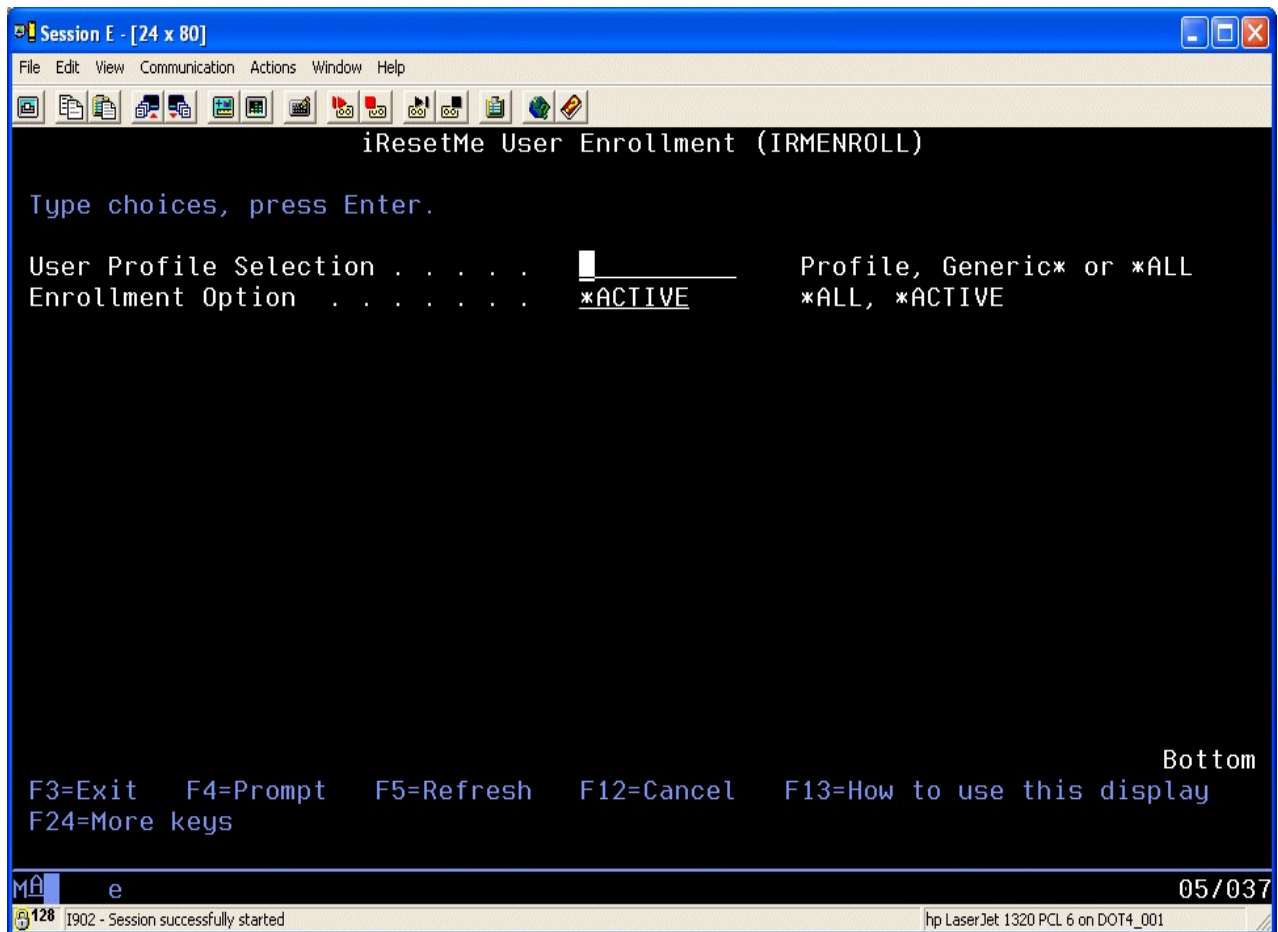 Session E - [24 x 80]
File Edit View Communication Actions Window Help
iResetMe User Enrollment (IRMENROLL)
Type choices, press Enter.
User Profile Selection . . . . . Profile, Generic* or *ALL
Enrollment Option . . . . . . . *ACTIVE *ALL, *ACTIVE
Bottom
F3=Exit F4=Prompt F5=Refresh F12=Cancel F13=How to use this display
F24=More keys
MA e 05/037
128 I902 - Session successfully started hp LaserJet 1320 PCL 6 on DOT4_001